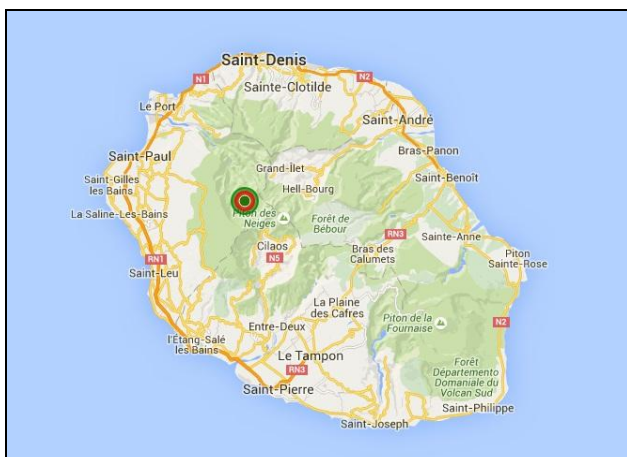 Saint-Denis
N1
N2
Sainte-Clotilde
Le Port
Saint-André
Bras-Panon
Saint-Paul
Grand-Îlet
Saint-Gilles
les Bains
Hell-Bourg
Saint-Benoît
La Saline-Les-Bains
Piton des
Neiges
Forêt de
Bébour
RN3
Sainte-Anne
Cilaos
Bras des
Calumets
Piton
Sainte-Rose
RN1
N5
Saint-Leu
La Plaine
des Cafres
Piton de la
Fournaise
N2
Entre-Deux
l'Étang-Salé
les Bains
Le Tampon
RN3
Forêt
Départemento
Domaniale du
Volcan Sud
Saint-Pierre
Saint-Philippe
Saint-Joseph